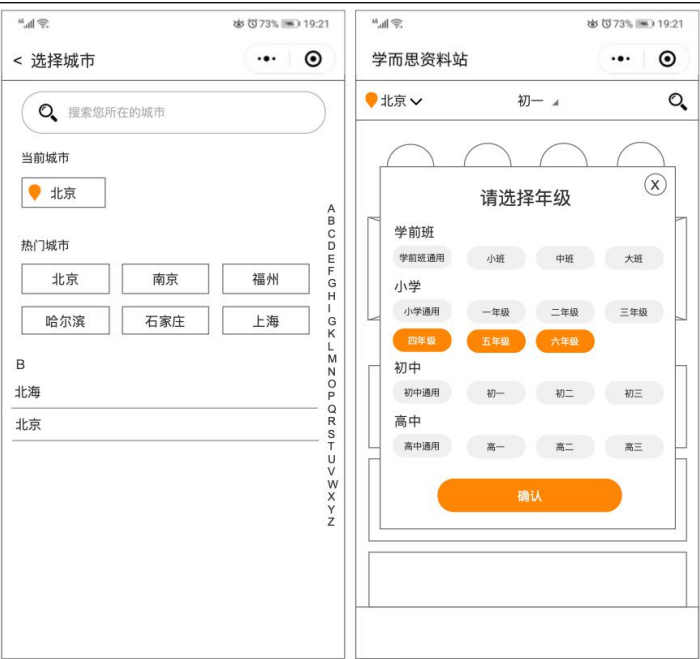 46 73% 19:21
< 选择城市
搜索您所在的城市
当前城市
北京
热门城市
北京 南京 福州
哈尔滨 石家庄 上海
B
北海
北京
A
B
C
D
E
F
G
H
I
G
K
L
M
N
O
P
Q
R
S
T
U
V
W
X
Y
Z
46 73% 19:21
学而思资料站
北京 初一
请选择年级
X
学前班
学前班通用 小班 中班 大班
小学
小学通用 一年级 二年级 三年级
四年级 五年级 六年级
初中
初中通用 初一 初二 初三
高中
高中通用 高一 高二 高三
确认